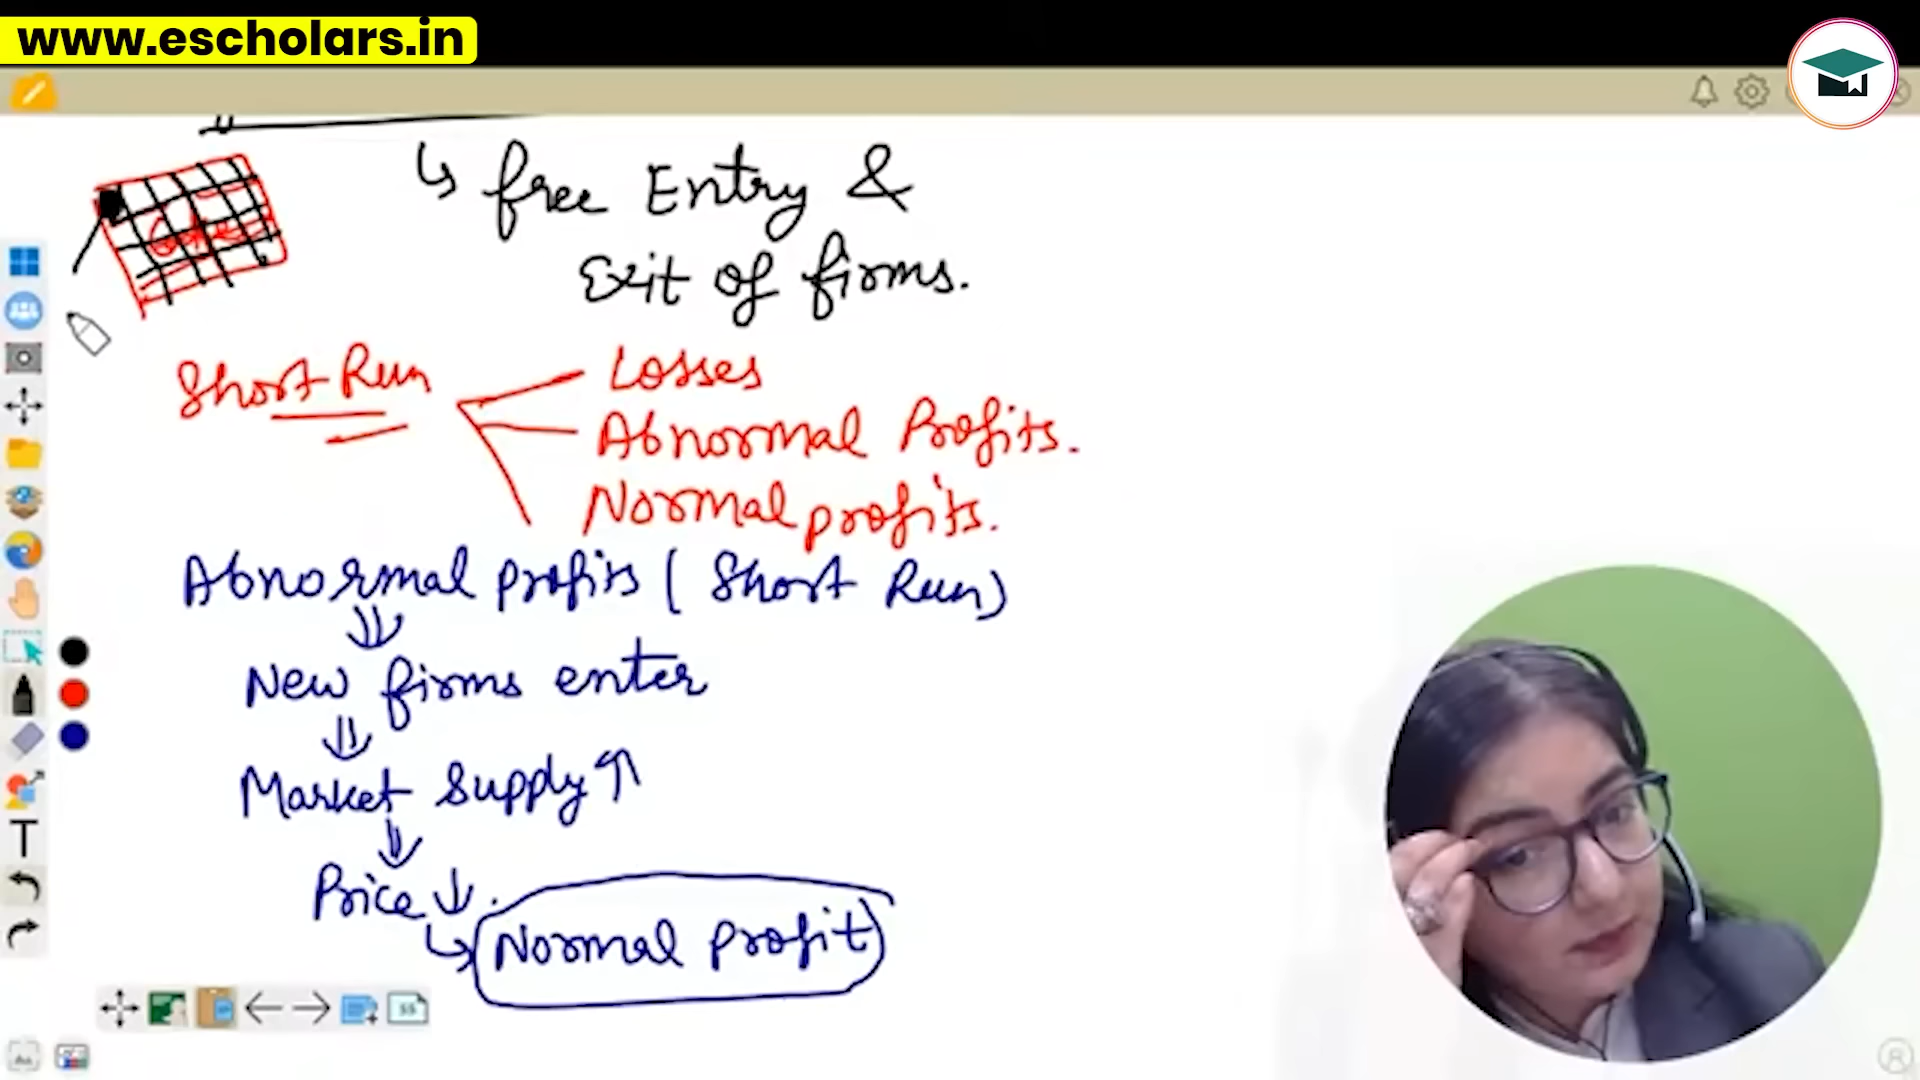 www.escholars.in
↳ free Entry &
Exit of firms.
Cake
Short Run
Losses
Abnormal Profits.
Normal profits.
Abnormal profits (Short Run)
⇓
New firms enter
⇓
Market Supply ↑
⇓
Price ↓.
↳ Normal profit
T